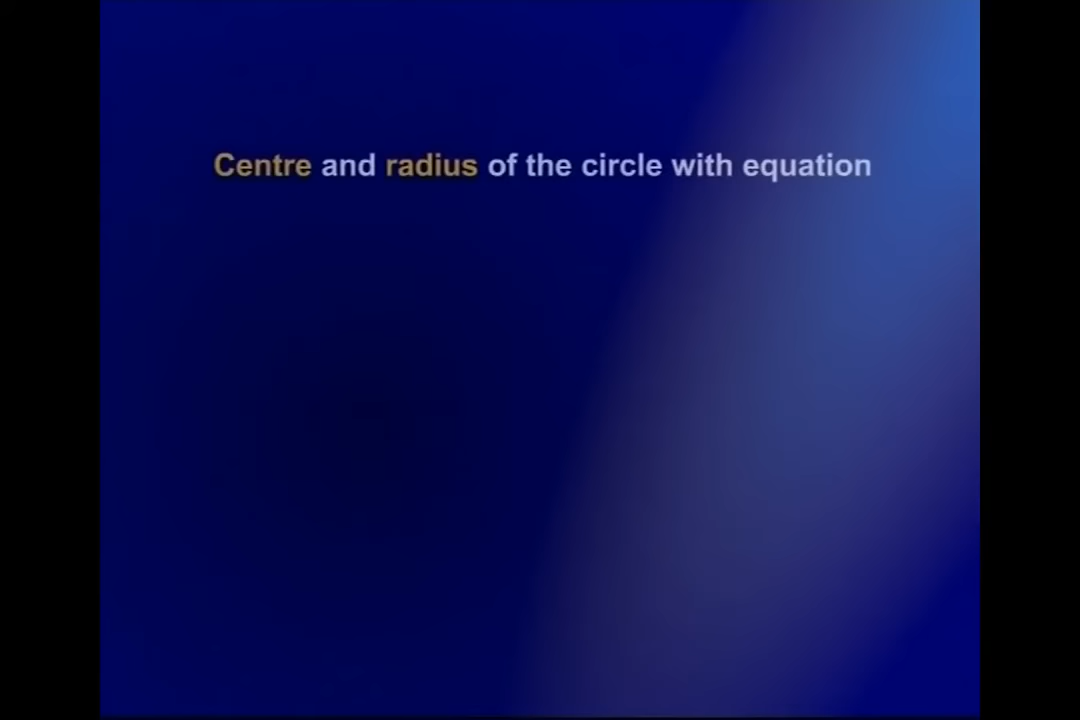 Centre and radius of the circle with equation